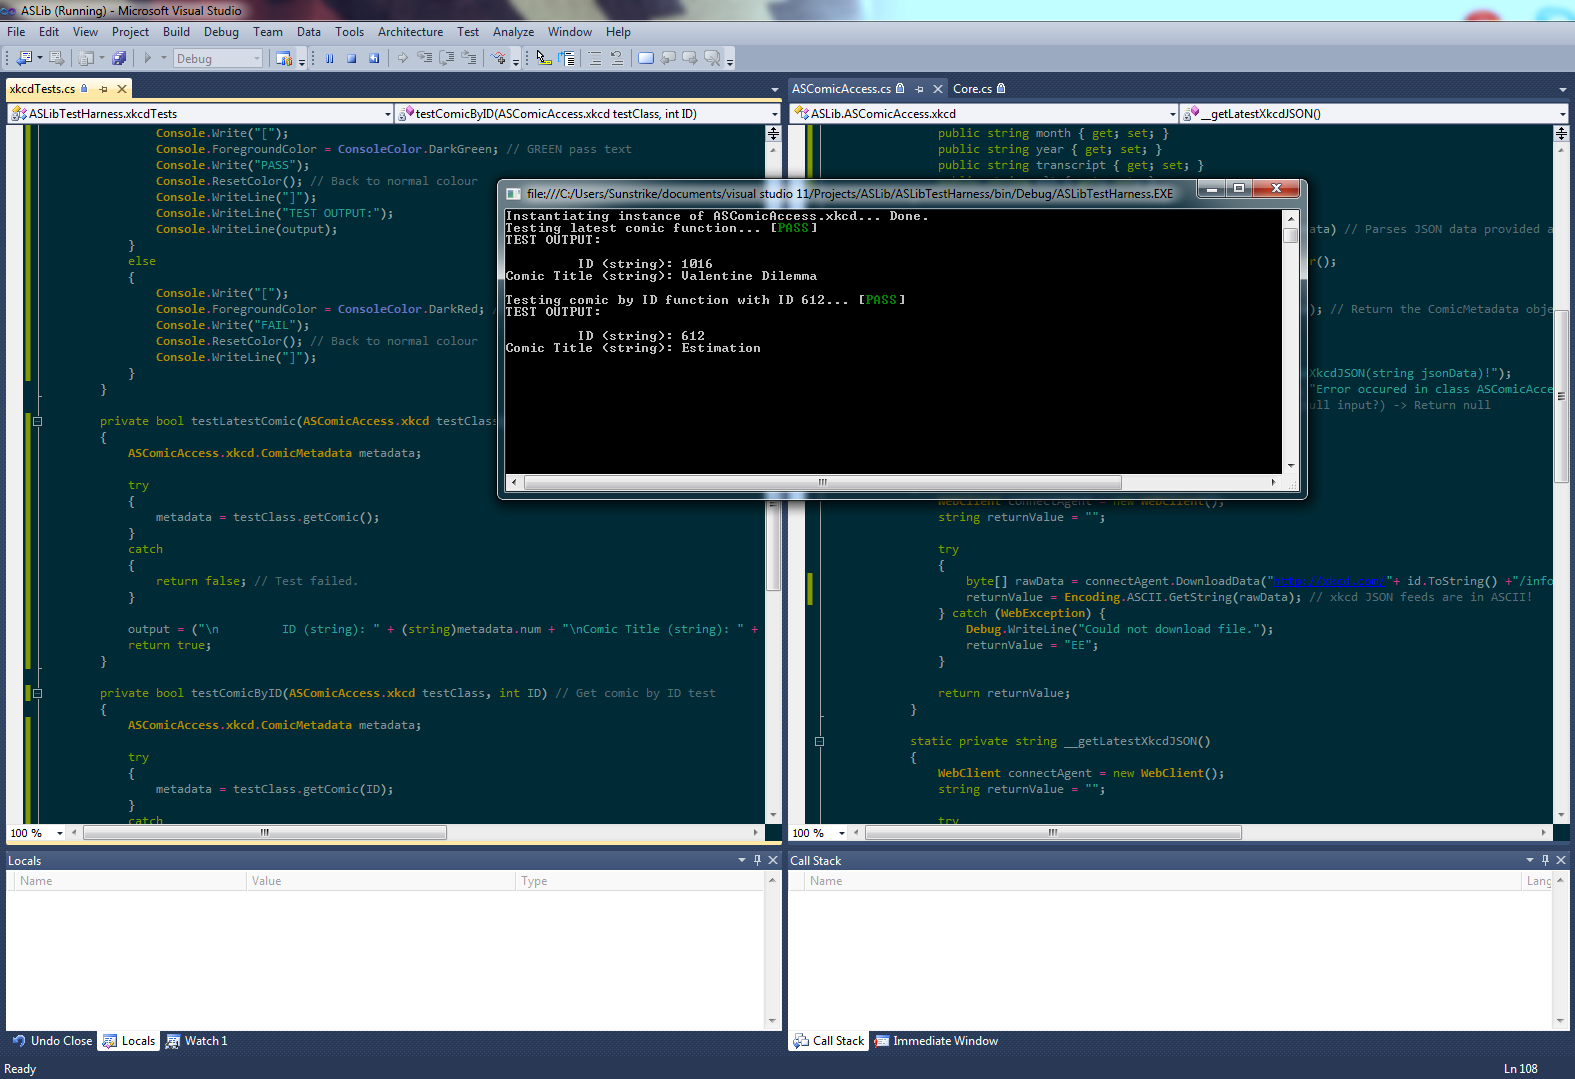 ASLib (Running) - Microsoft Visual Studio
File Edit View Project Build Debug Team Data Tools Architecture Test Analyze Window Help
Debug
xkcdTests.cs
ASLibTestHarness.xkcdTests
testComicByID(ASComicAccess.xkcd testClass, int ID)
Console.Write("[");
Console.ForegroundColor = ConsoleColor.DarkGreen; // GREEN pass text
Console.Write("PASS");
Console.ResetColor(); // Back to normal colour
Console.WriteLine("]");
Console.WriteLine("TEST OUTPUT:");
Console.WriteLine(output);
}
else
{
Console.Write("[");
Console.ForegroundColor = ConsoleColor.DarkRed; /
Console.Write("FAIL");
Console.ResetColor(); // Back to normal colour
Console.WriteLine("]");
}
}
private bool testLatestComic(ASComicAccess.xkcd testClass
{
ASComicAccess.xkcd.ComicMetadata metadata;
try
{
metadata = testClass.getComic();
}
catch
{
return false; // Test failed.
}
output = ("\n        ID (string): " + (string)metadata.num + "\nComic Title (string): " +
return true;
}
private bool testComicByID(ASComicAccess.xkcd testClass, int ID) // Get comic by ID test
{
ASComicAccess.xkcd.ComicMetadata metadata;
try
{
metadata = testClass.getComic(ID);
}
catch
100 %
ASComicAccess.cs Core.cs
ASLib.ASComicAccess.xkcd
__getLatestXkcdJSON()
public string month { get; set; }
public string year { get; set; }
public string transcript { get; set; }
ata) // Parses JSON data provided a
r();
); // Return the ComicMetadata obje
XkcdJSON(string jsonData)!");
"Error occured in class ASComicAcce
ull input?) -> Return null
WebClient connectAgent = new WebClient();
string returnValue = "";
try
{
byte[] rawData = connectAgent.DownloadData("http://xkcd.com/"+ id.ToString() +"/info
returnValue = Encoding.ASCII.GetString(rawData); // xkcd JSON feeds are in ASCII!
} catch (WebException) {
Debug.WriteLine("Could not download file.");
returnValue = "EE";
}
return returnValue;
}
static private string __getLatestXkcdJSON()
{
WebClient connectAgent = new WebClient();
string returnValue = "";
try
100 %
file:///C:/Users/Sunstrike/documents/visual studio 11/Projects/ASLib/ASLibTestHarness/bin/Debug/ASLibTestHarness.EXE
Instantiating instance of ASComicAccess.xkcd... Done.
Testing latest comic function... [PASS]
TEST OUTPUT:
ID (string): 1016
Comic Title (string): Valentine Dilemma
Testing comic by ID function with ID 612... [PASS]
TEST OUTPUT:
ID (string): 612
Comic Title (string): Estimation
Locals
Name Value Type
Call Stack
Name Lang
Undo Close Locals Watch 1
Call Stack Immediate Window
Ready
Ln 108